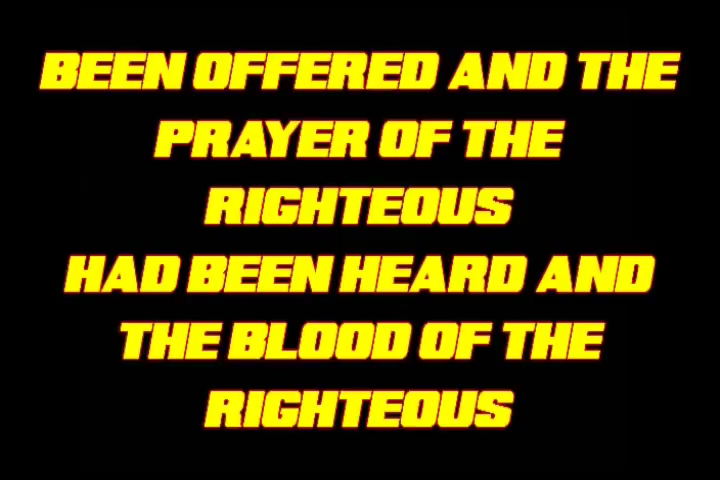 BEEN OFFERED AND THE
PRAYER OF THE
RIGHTEOUS
HAD BEEN HEARD AND
THE BLOOD OF THE
RIGHTEOUS